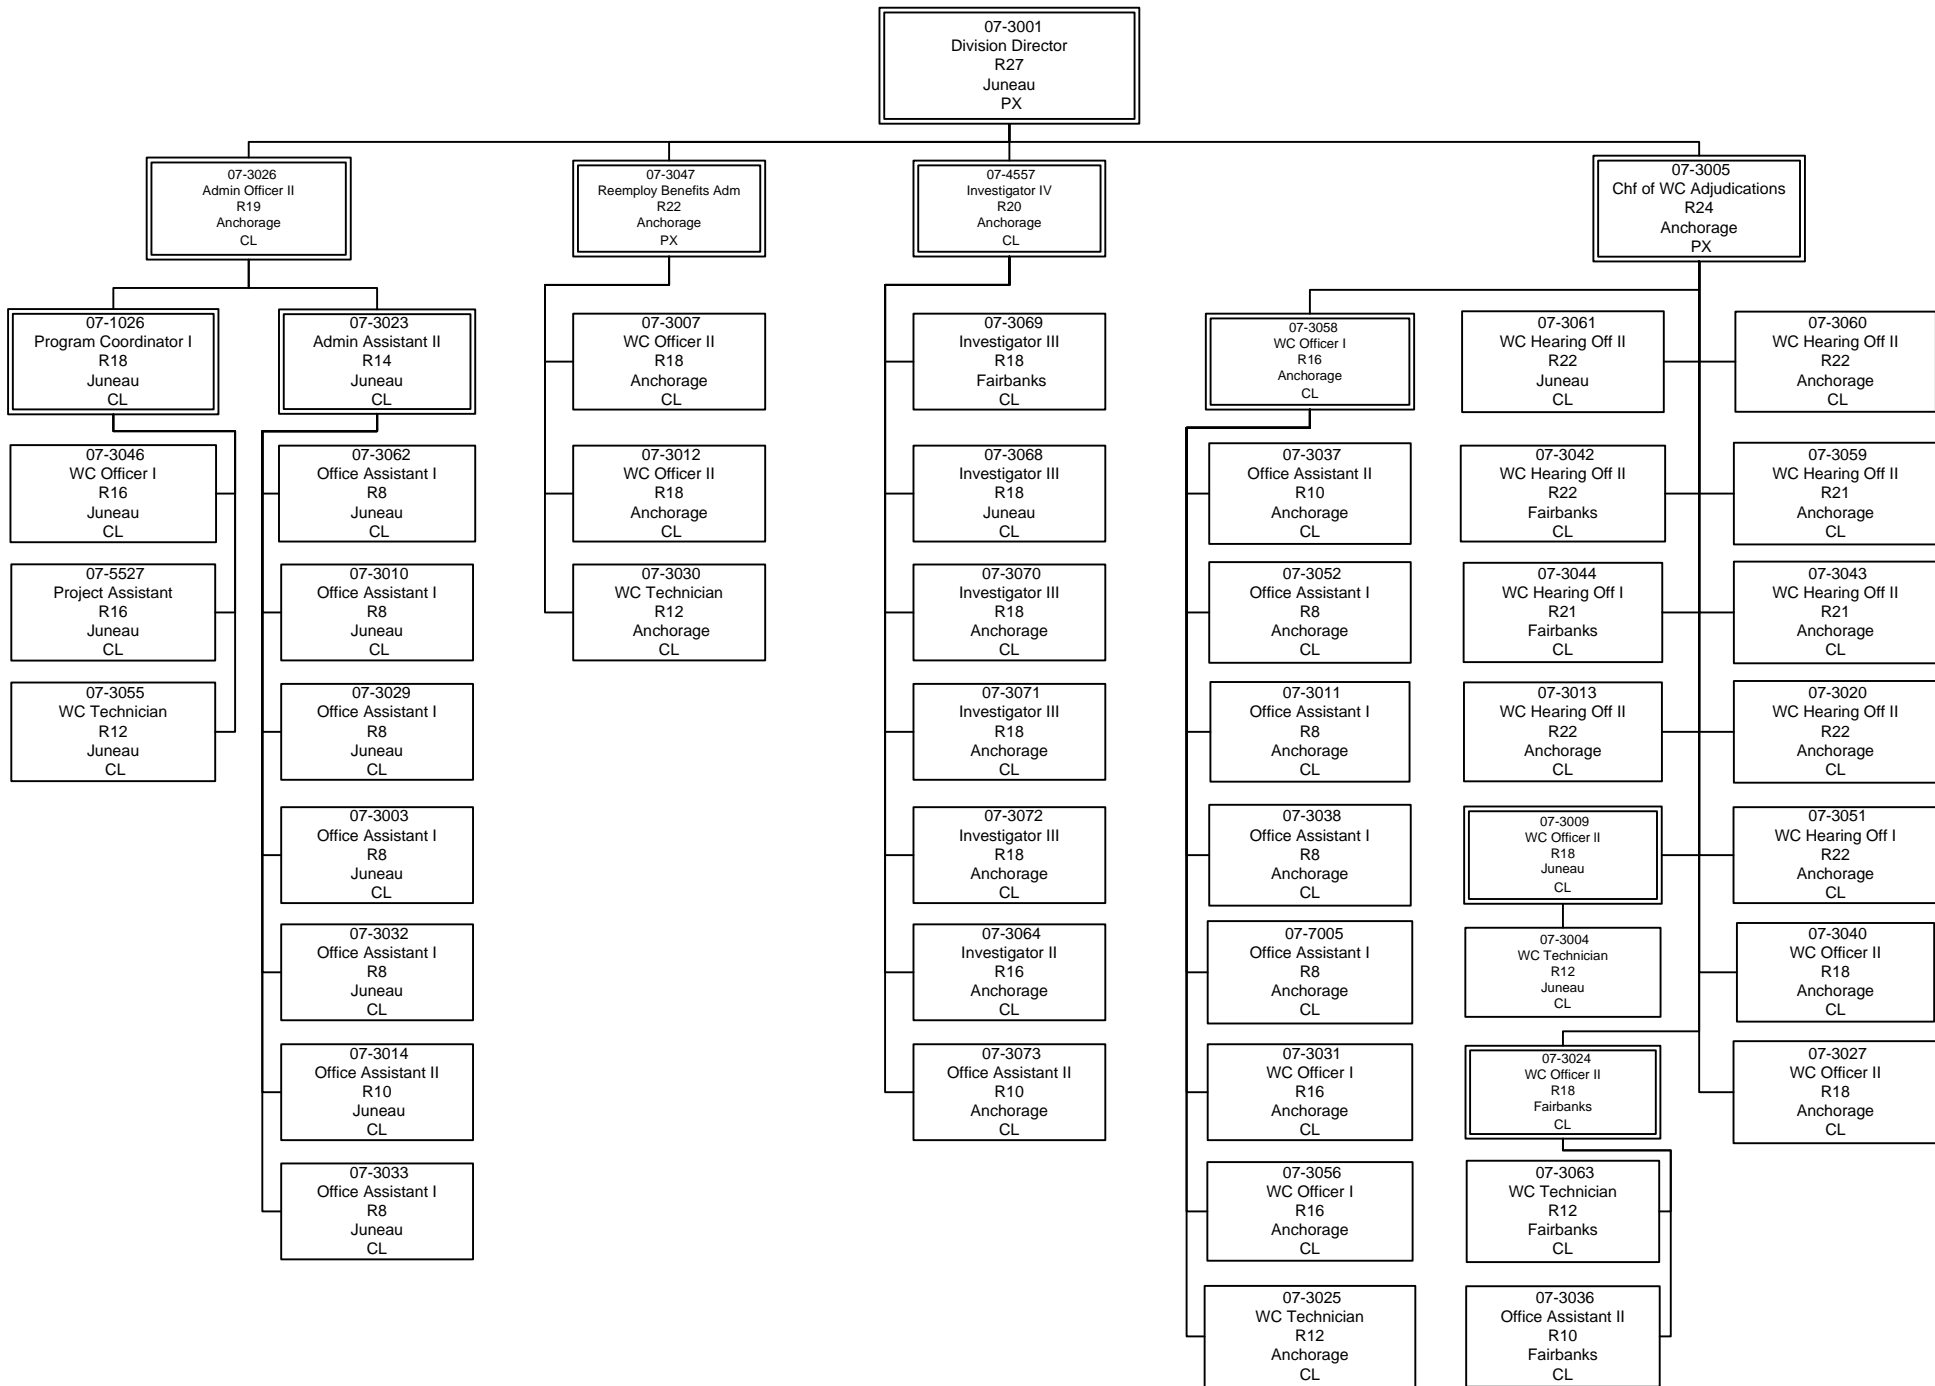 07-3001
Division Director
R27
Juneau
PX
07-3026
Admin Officer II
R19
Anchorage
CL
07-3047
Reemploy Benefits Adm
R22
Anchorage
PX
07-4557
Investigator IV
R20
Anchorage
CL
07-3005
Chf of WC Adjudications
R24
Anchorage
PX
07-1026
Program Coordinator I
R18
Juneau
CL
07-3023
Admin Assistant II
R14
Juneau
CL
07-3007
WC Officer II
R18
Anchorage
CL
07-3069
Investigator III
R18
Fairbanks
CL
07-3058
WC Officer I
R16
Anchorage
CL
07-3061
WC Hearing Off II
R22
Juneau
CL
07-3060
WC Hearing Off II
R22
Anchorage
CL
07-3046
WC Officer I
R16
Juneau
CL
07-3062
Office Assistant I
R8
Juneau
CL
07-3012
WC Officer II
R18
Anchorage
CL
07-3068
Investigator III
R18
Juneau
CL
07-3037
Office Assistant II
R10
Anchorage
CL
07-3042
WC Hearing Off II
R22
Fairbanks
CL
07-3059
WC Hearing Off II
R21
Anchorage
CL
07-5527
Project Assistant
R16
Juneau
CL
07-3010
Office Assistant I
R8
Juneau
CL
07-3030
WC Technician
R12
Anchorage
CL
07-3070
Investigator III
R18
Anchorage
CL
07-3052
Office Assistant I
R8
Anchorage
CL
07-3044
WC Hearing Off I
R21
Fairbanks
CL
07-3043
WC Hearing Off II
R21
Anchorage
CL
07-3055
WC Technician
R12
Juneau
CL
07-3029
Office Assistant I
R8
Juneau
CL
07-3071
Investigator III
R18
Anchorage
CL
07-3011
Office Assistant I
R8
Anchorage
CL
07-3013
WC Hearing Off II
R22
Anchorage
CL
07-3020
WC Hearing Off II
R22
Anchorage
CL
07-3003
Office Assistant I
R8
Juneau
CL
07-3072
Investigator III
R18
Anchorage
CL
07-3038
Office Assistant I
R8
Anchorage
CL
07-3009
WC Officer II
R18
Juneau
CL
07-3051
WC Hearing Off I
R22
Anchorage
CL
07-3032
Office Assistant I
R8
Juneau
CL
07-3064
Investigator II
R16
Anchorage
CL
07-7005
Office Assistant I
R8
Anchorage
CL
07-3004
WC Technician
R12
Juneau
CL
07-3040
WC Officer II
R18
Anchorage
CL
07-3014
Office Assistant II
R10
Juneau
CL
07-3073
Office Assistant II
R10
Anchorage
CL
07-3031
WC Officer I
R16
Anchorage
CL
07-3024
WC Officer II
R18
Fairbanks
CL
07-3027
WC Officer II
R18
Anchorage
CL
07-3033
Office Assistant I
R8
Juneau
CL
07-3056
WC Officer I
R16
Anchorage
CL
07-3063
WC Technician
R12
Fairbanks
CL
07-3025
WC Technician
R12
Anchorage
CL
07-3036
Office Assistant II
R10
Fairbanks
CL